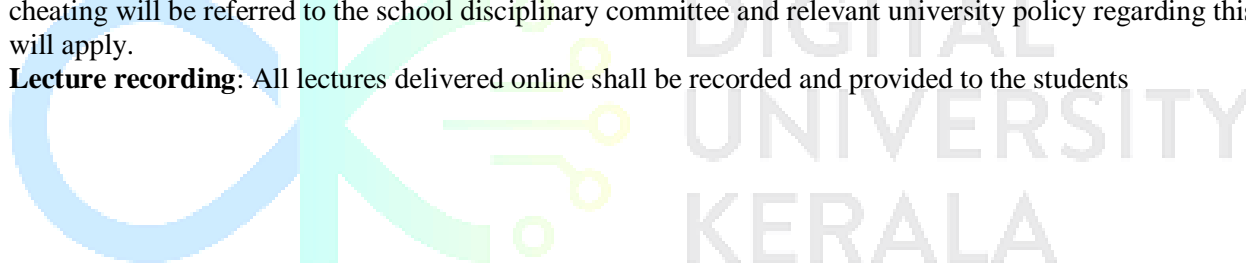 cheating will be referred to the school disciplinary committee and relevant university policy regarding this
will apply.
Lecture recording: All lectures delivered online shall be recorded and provided to the students
DIGITAL
UNIVERSITY
KERALA